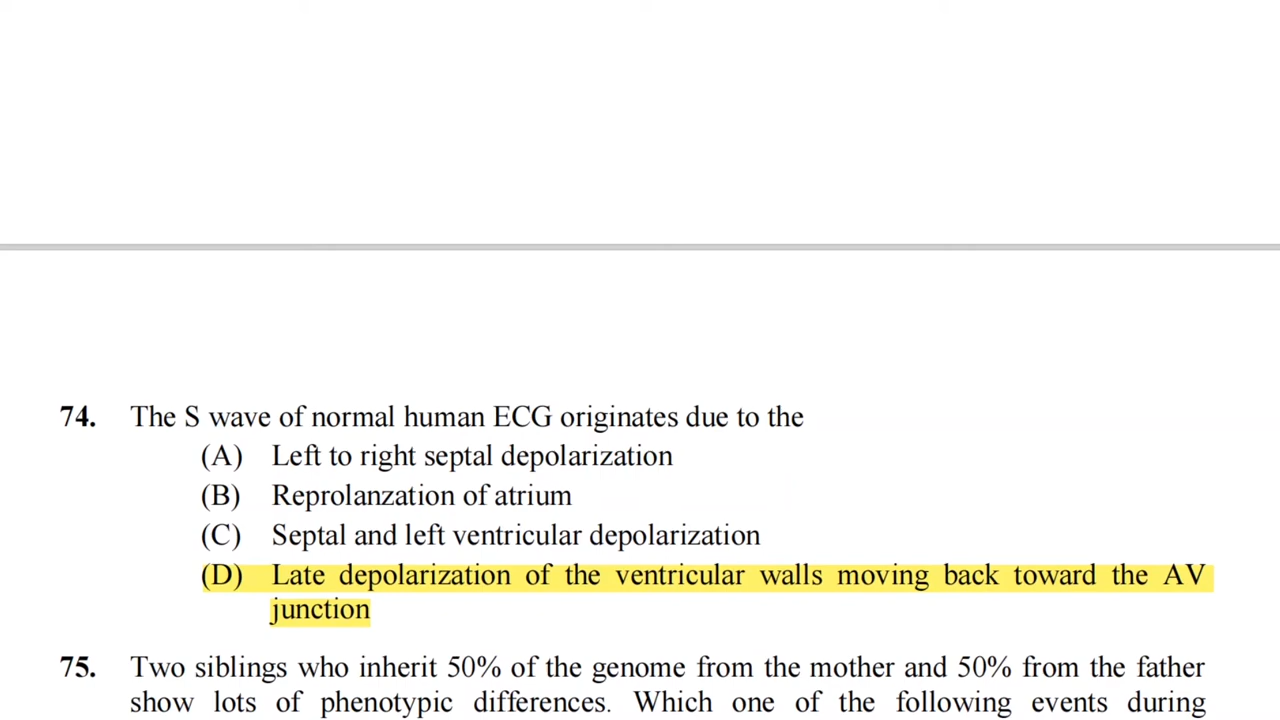 74. The S wave of normal human ECG originates due to the
(A) Left to right septal depolarization
(B) Reprolanzation of atrium
(C) Septal and left ventricular depolarization
(D) Late depolarization of the ventricular walls moving back toward the AV
junction
75. Two siblings who inherit 50% of the genome from the mother and 50% from the father
show lots of phenotypic differences. Which one of the following events during